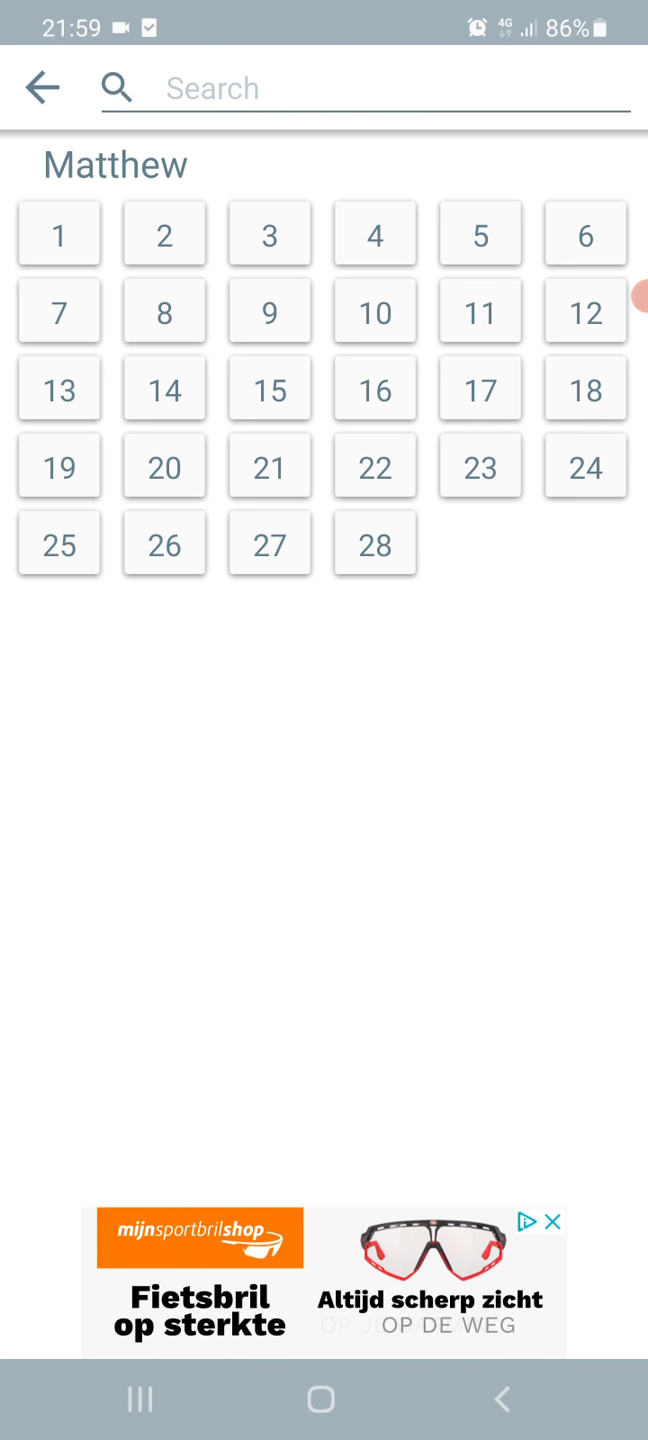 21:59 4G 86%
Search
Matthew
1 2 3 4 5 6
7 8 9 10 11 12
13 14 15 16 17 18
19 20 21 22 23 24
25 26 27 28
mijnsportbrilshop
Fietsbril
op sterkte
Altijd scherp zicht
OP DE WEG